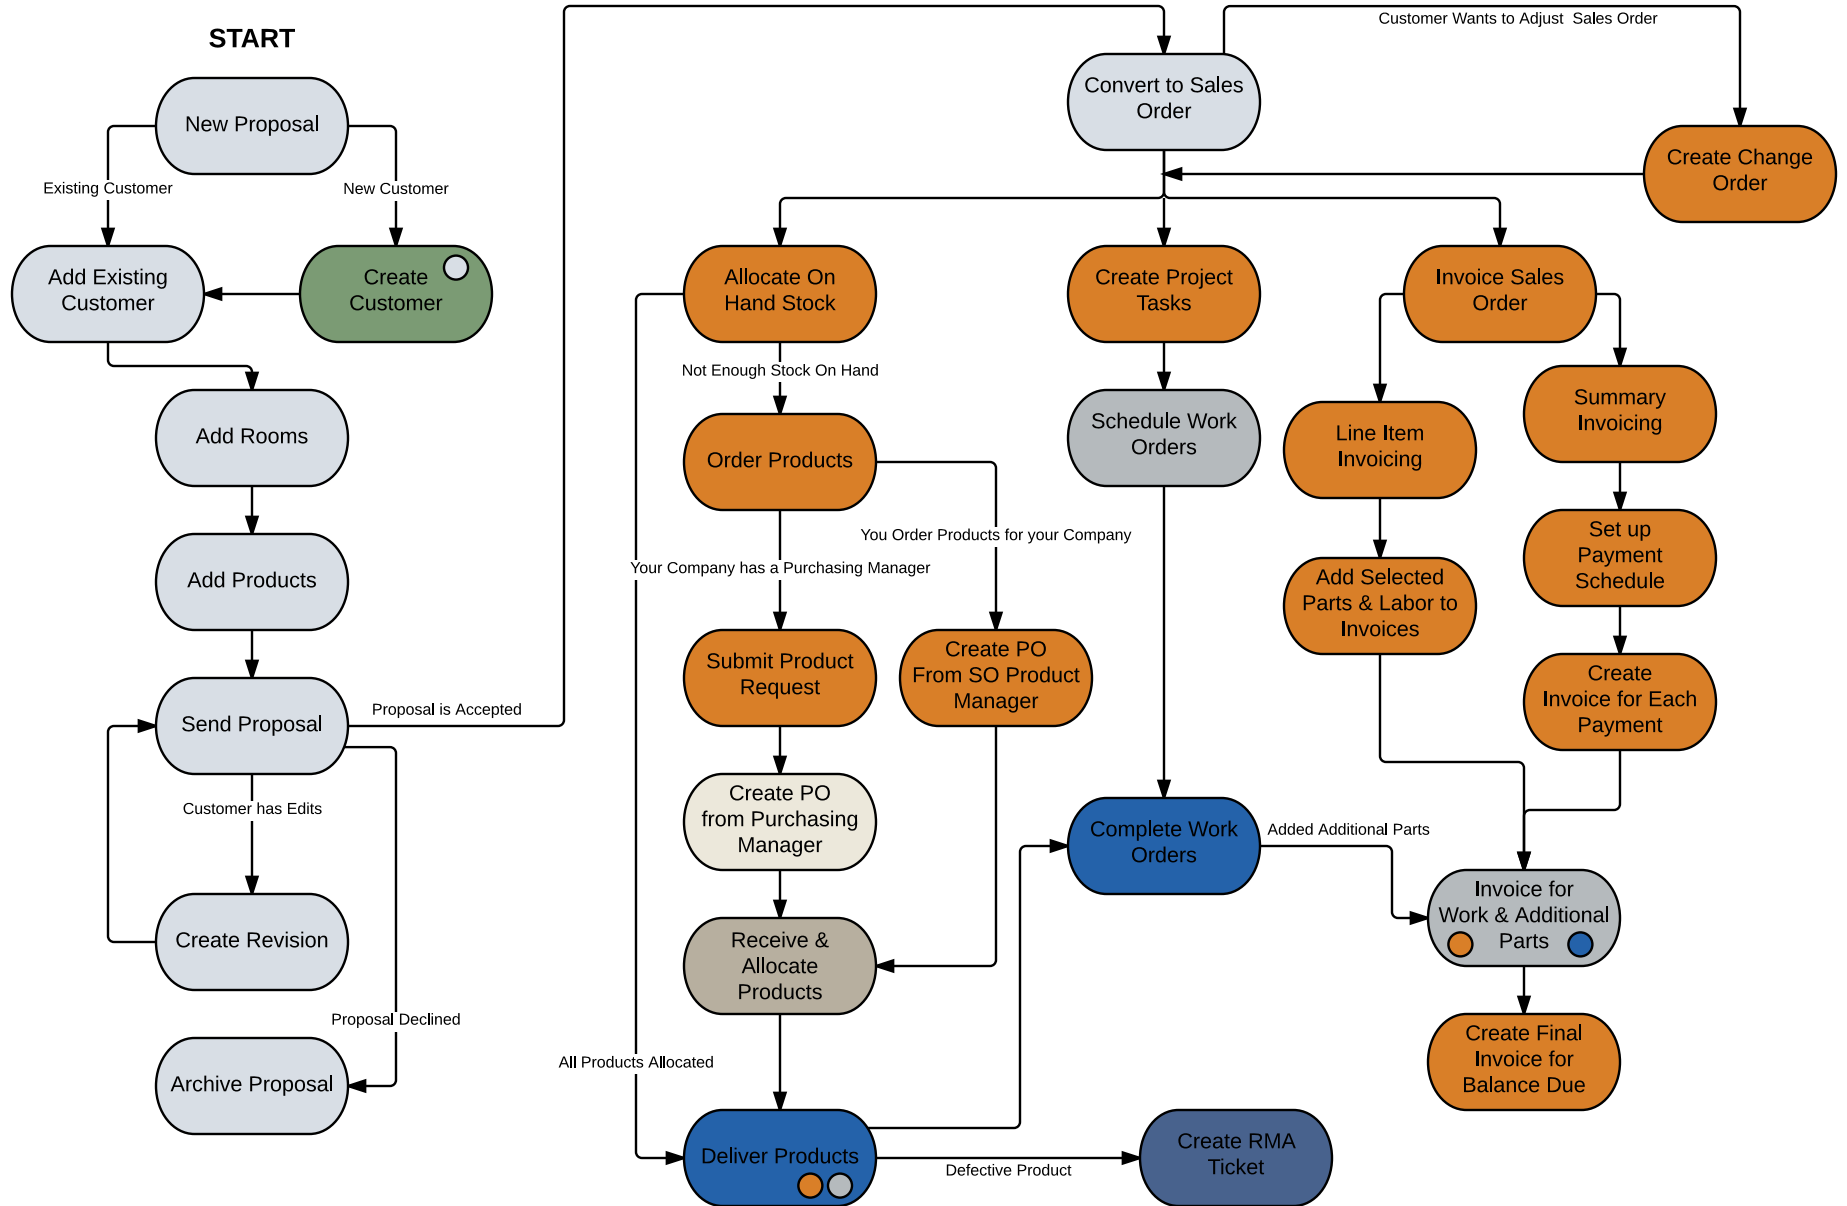 START
New Proposal
Existing Customer
New Customer
Add Existing
Customer
Create
Customer
Add Rooms
Add Products
Send Proposal
Proposal is Accepted
Customer has Edits
Create Revision
Proposal Declined
Archive Proposal
Convert to Sales
Order
Customer Wants to Adjust Sales Order
Create Change
Order
Allocate On
Hand Stock
Not Enough Stock On Hand
Order Products
You Order Products for your Company
Your Company has a Purchasing Manager
Submit Product
Request
Create PO
From SO Product
Manager
Create PO
from Purchasing
Manager
Receive &
Allocate
Products
All Products Allocated
Deliver Products
Defective Product
Create RMA
Ticket
Create Project
Tasks
Schedule Work
Orders
Complete Work
Orders
Added Additional Parts
Invoice Sales
Order
Line Item
Invoicing
Add Selected
Parts & Labor to
Invoices
Summary
Invoicing
Set up
Payment
Schedule
Create
Invoice for Each
Payment
Invoice for
Work & Additional
Parts
Create Final
Invoice for
Balance Due